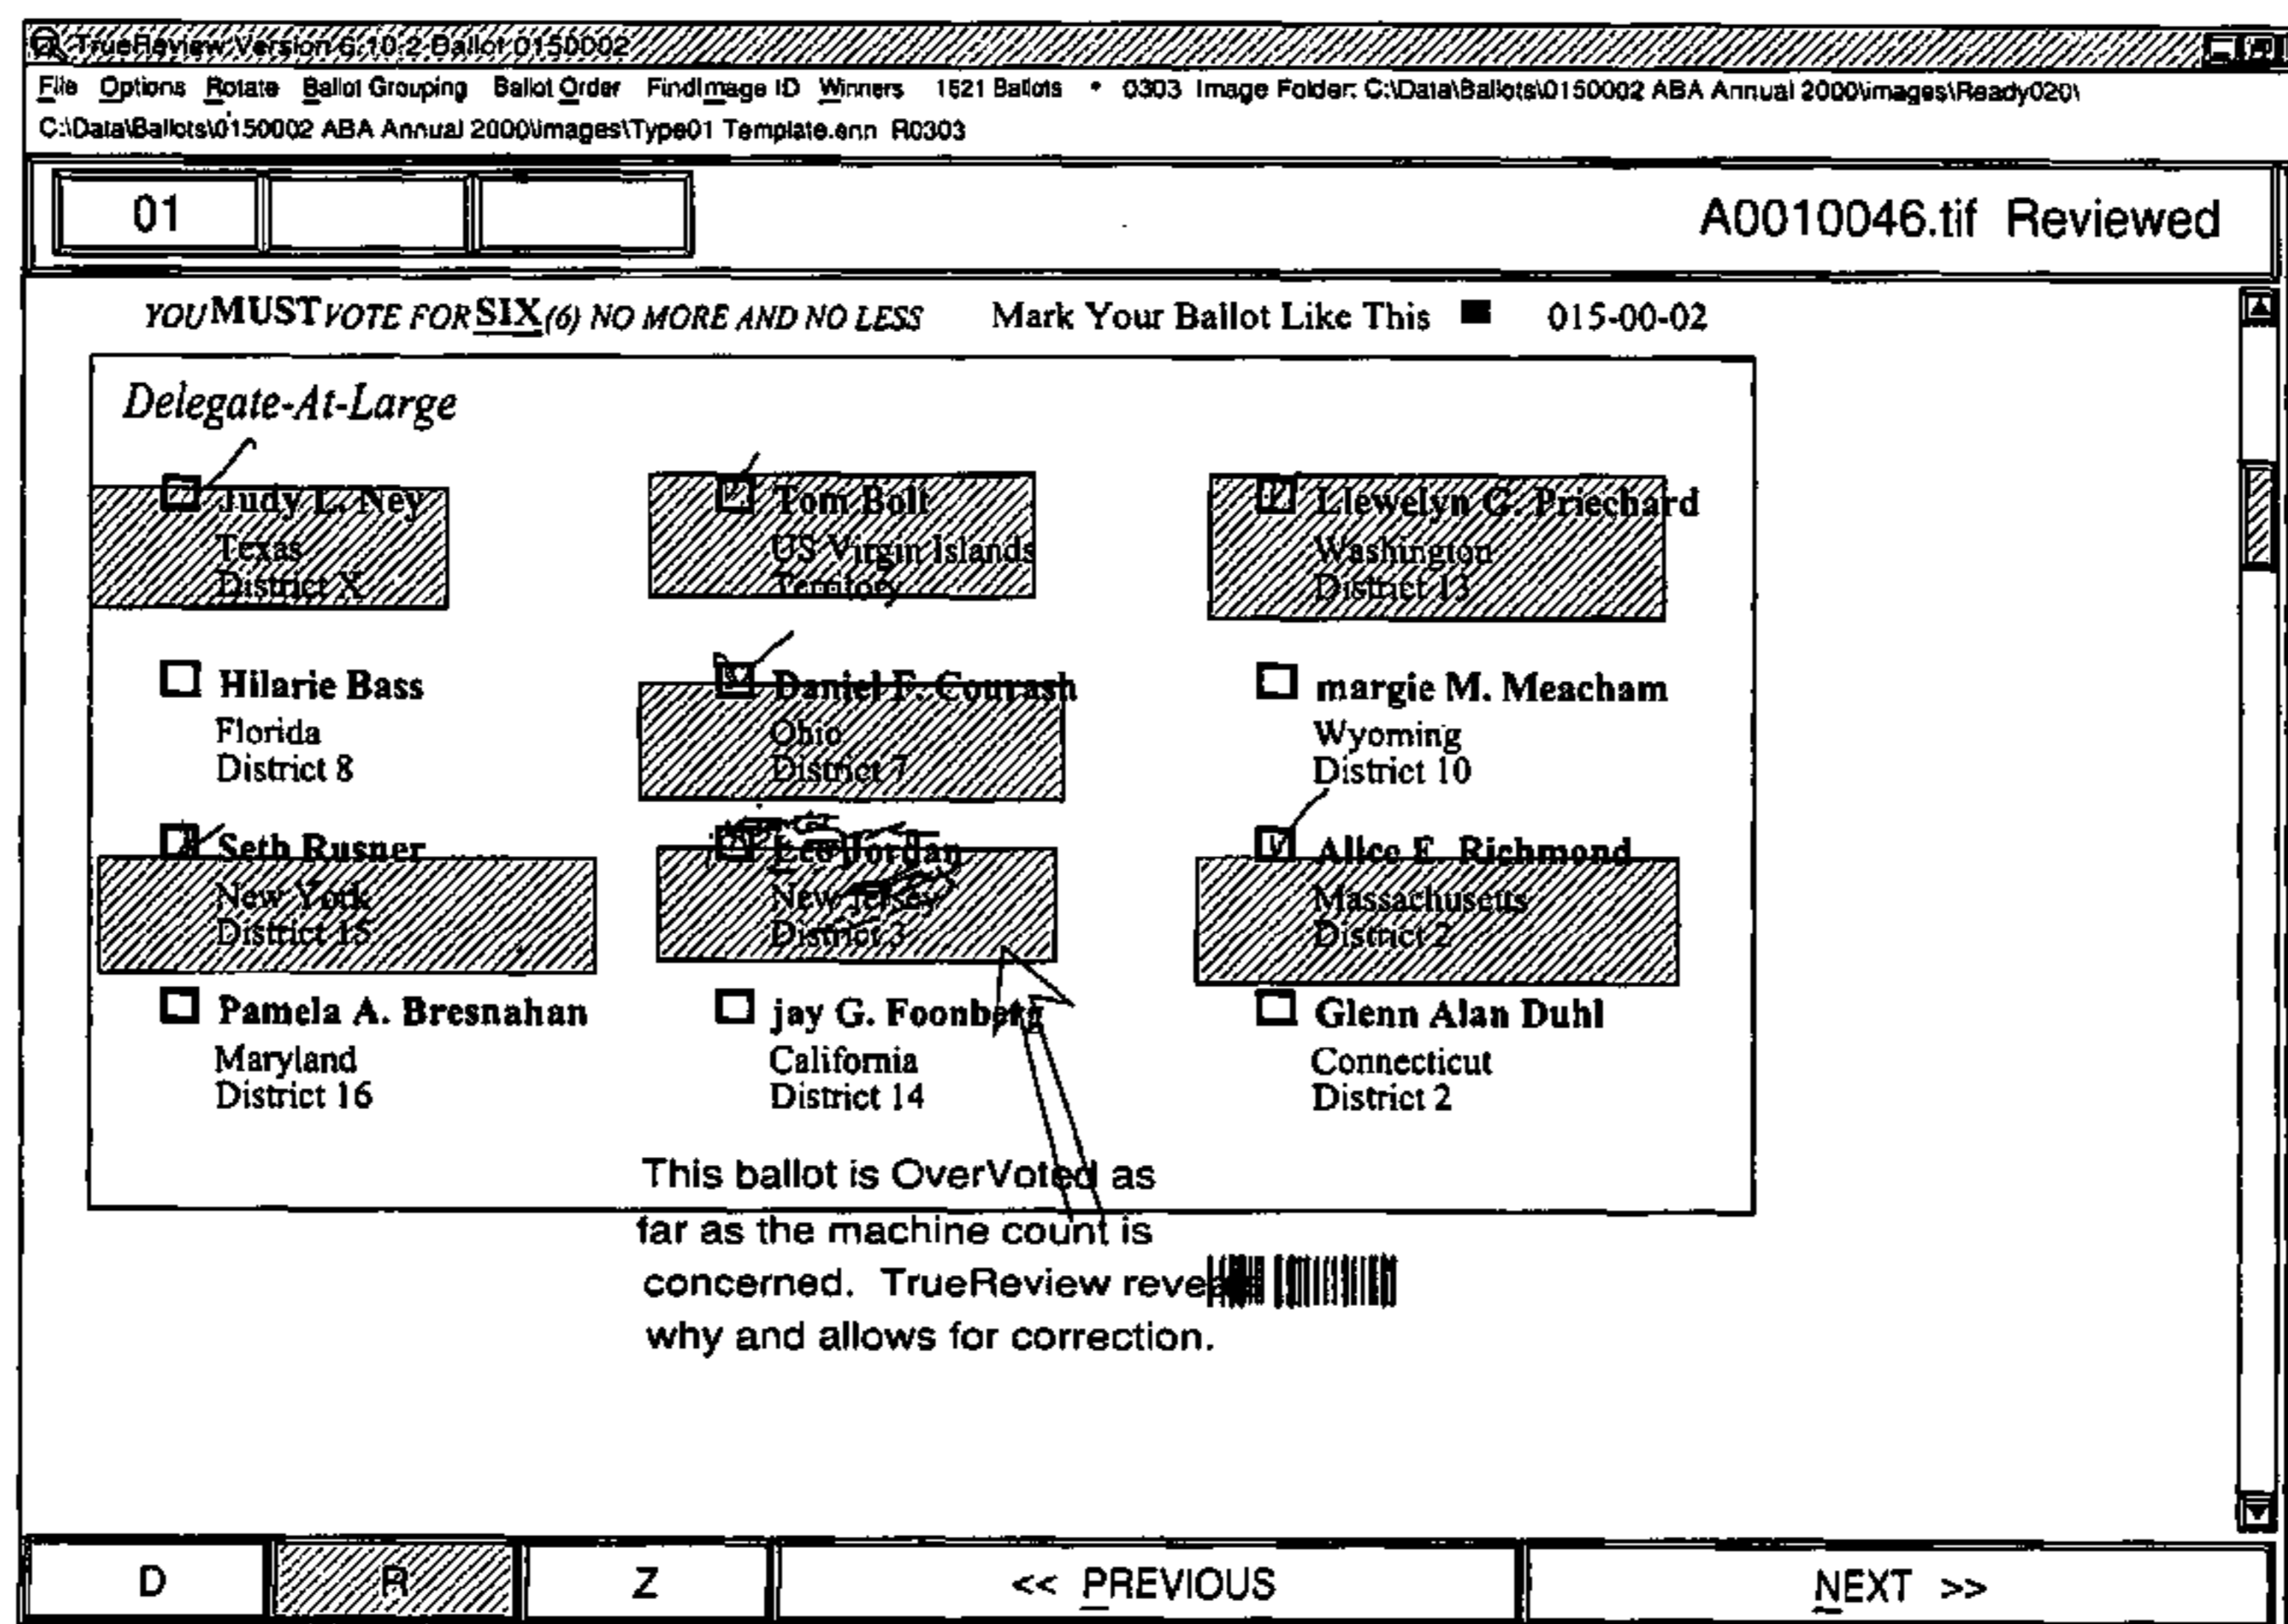 TrueReview Version 6.10.2 Ballot 0150002
File Options Rotate Ballot Grouping Ballot Order FindImage ID Winners 1621 Ballots • 0303 Image Folder: C:\Data\Ballots\0150002 ABA Annual 2000\images\Ready020\
C:\Data\Ballots\0150002 ABA Annual 2000\images\Type01 Template.enn R0303
01
A0010046.tif Reviewed
YOU MUST VOTE FOR SIX (6) NO MORE AND NO LESS Mark Your Ballot Like This ■ 015-00-02
Delegate-At-Large
Judy L. Ney Tom Bolt Llewelyn G. Priechard
Texas US Virgin Islands Washington
District X Territory District 13
Hilarie Bass Daniel F. Gourash margie M. Meacham
Florida Ohio Wyoming
District 8 District 7 District 10
Seth Rusner Jordan Alice E. Richmond
New York New Jersey Massachusetts
District 15 District 3 District 2
Pamela A. Bresnahan jay G. Foonberg Glenn Alan Duhl
Maryland California Connecticut
District 16 District 14 District 2
This ballot is OverVoted as
far as the machine count is
concerned. TrueReview reveals
why and allows for correction.
D R Z << PREVIOUS NEXT >>